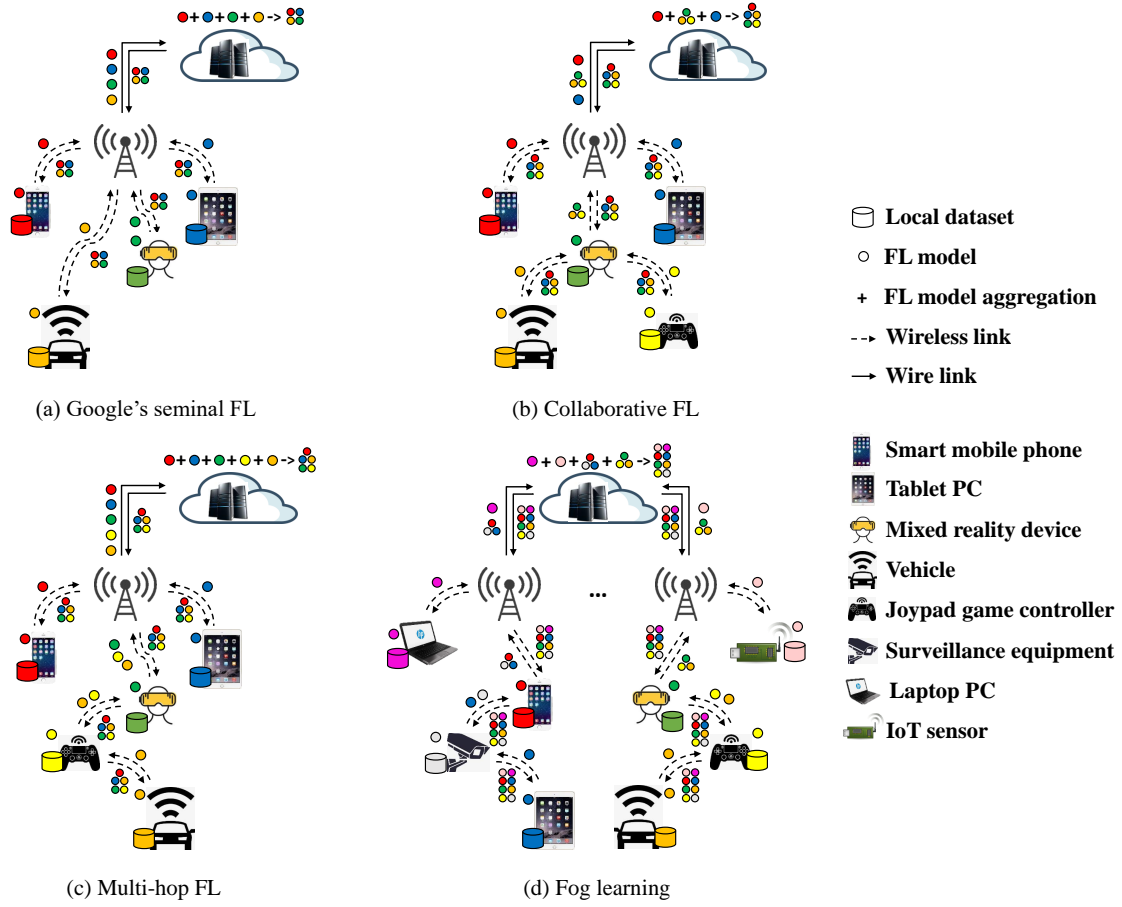 + + + ->
+ + ->
(a) Google's seminal FL
(b) Collaborative FL
Local dataset
FL model
+ FL model aggregation
Wireless link
Wire link
+ + + + ->
+ + + ->
...
(c) Multi-hop FL
(d) Fog learning
Smart mobile phone
Tablet PC
Mixed reality device
Vehicle
Joypad game controller
Surveillance equipment
Laptop PC
IoT sensor